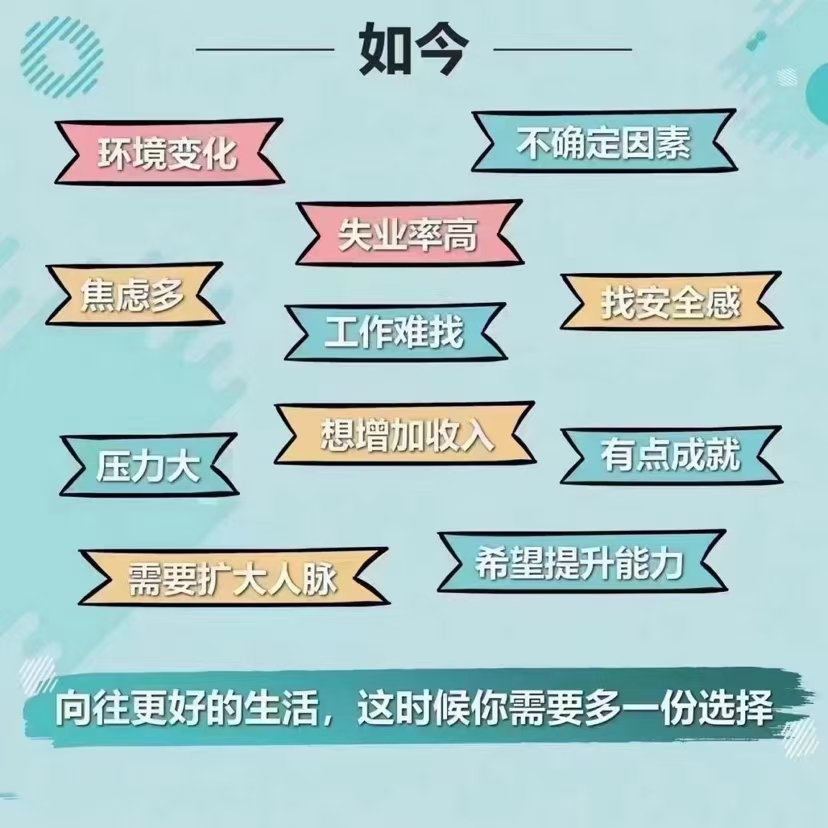 如今
环境变化
不确定因素
失业率高
焦虑多
找安全感
工作难找
想增加收入
压力大
有点成就
需要扩大人脉
希望提升能力
向往更好的生活，这时候你需要多一份选择